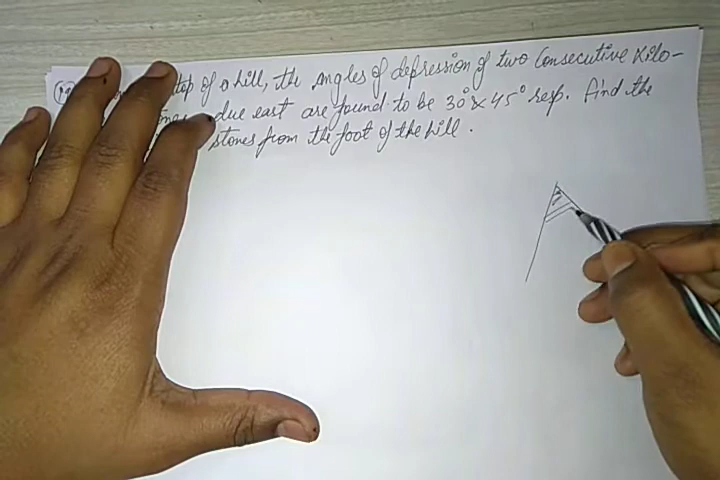 top of a hill, the angles of depression of two Consecutive Kilo-
due east are found to be 30° & 45° resp. Find the
stones from the foot of the hill.